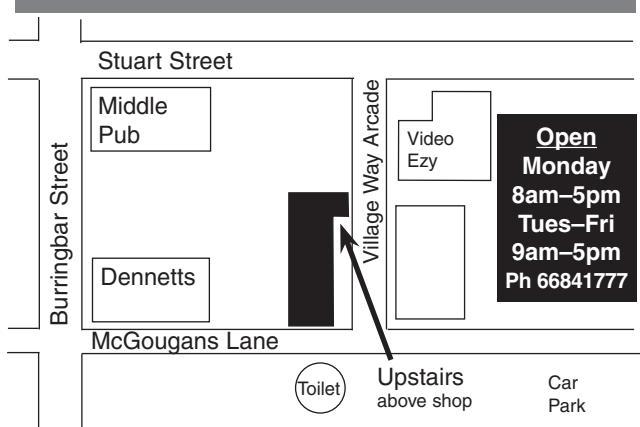 Stuart Street
Middle
Pub
Burringbar Street
Village Way Arcade
Video
Ezy
Open
Monday
8am–5pm
Tues–Fri
9am–5pm
Ph 66841777
Dennetts
McGougans Lane
Toilet
Upstairs
above shop
Car
Park